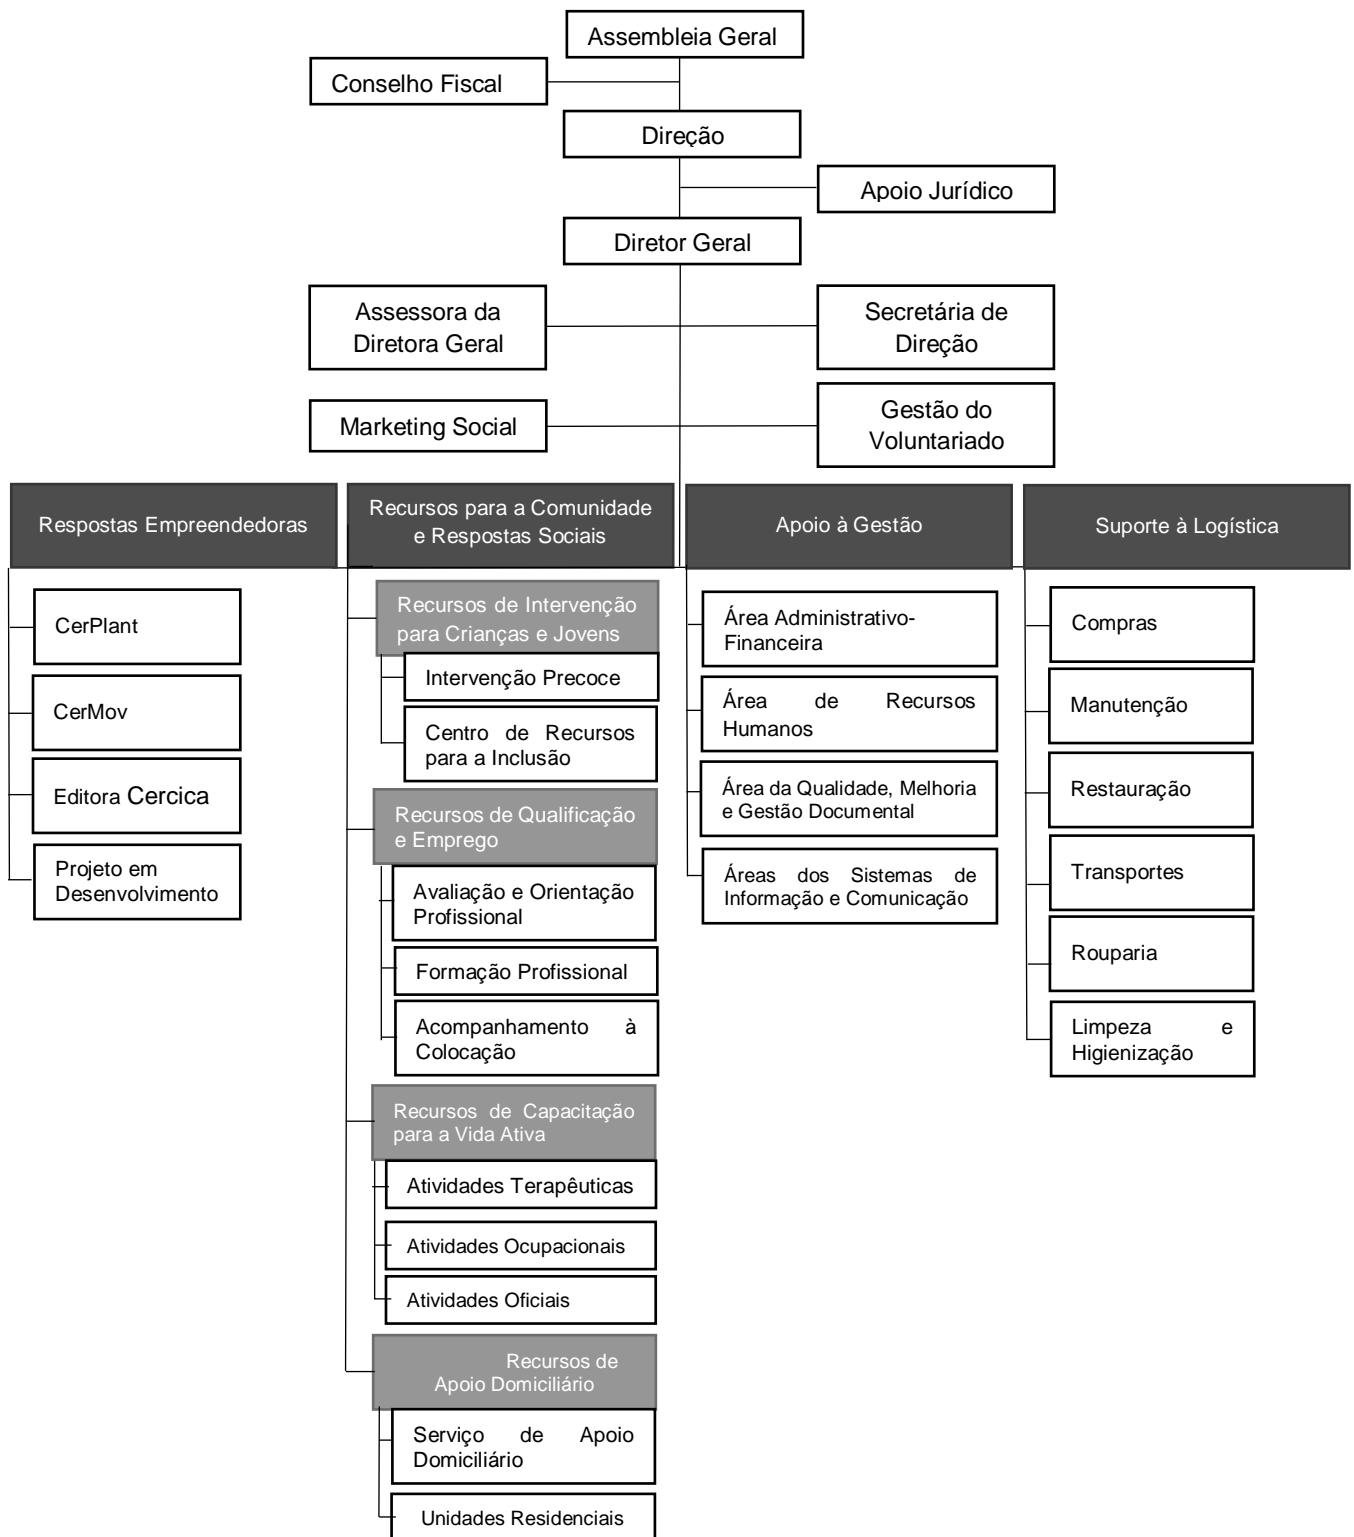 Assembleia Geral
Conselho Fiscal
Direção
Apoio Jurídico
Diretor Geral
Assessora da
Diretora Geral
Secretária de
Direção
Marketing Social
Gestão do
Voluntariado
Respostas Empreendedoras
Recursos para a Comunidade
e Respostas Sociais
Apoio à Gestão
Suporte à Logística
CerPlant
CerMov
Editora Cercica
Projeto em
Desenvolvimento
Recursos de Intervenção
para Crianças e Jovens
Intervenção Precoce
Centro de Recursos
para a Inclusão
Recursos de Qualificação
e Emprego
Avaliação e Orientação
Profissional
Formação Profissional
Acompanhamento à
Colocação
Recursos de Capacitação
para a Vida Ativa
Atividades Terapêuticas
Atividades Ocupacionais
Atividades Oficiais
Recursos de
Apoio Domiciliário
Serviço de Apoio
Domiciliário
Unidades Residenciais
Área Administrativo-
Financeira
Área de Recursos
Humanos
Área da Qualidade, Melhoria
e Gestão Documental
Áreas dos Sistemas de
Informação e Comunicação
Compras
Manutenção
Restauração
Transportes
Rouparia
Limpeza e
Higienização